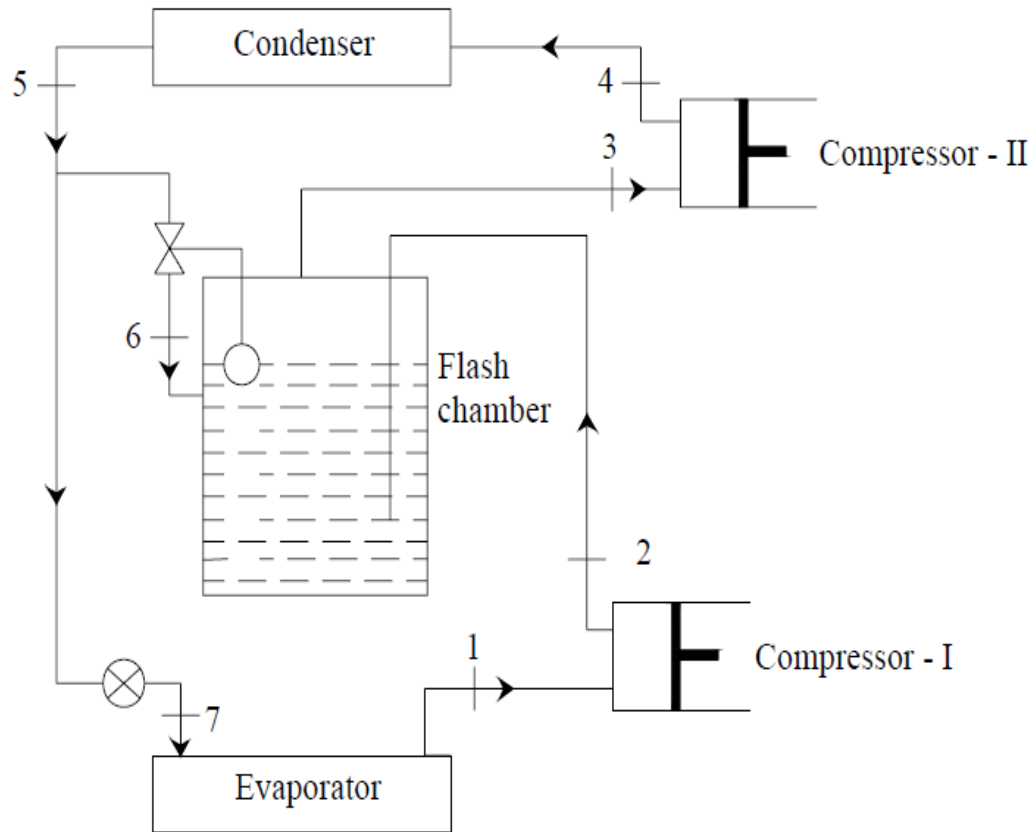 Condenser
5
4
3
Compressor - II
6
Flash
chamber
2
1
Compressor - I
7
Evaporator